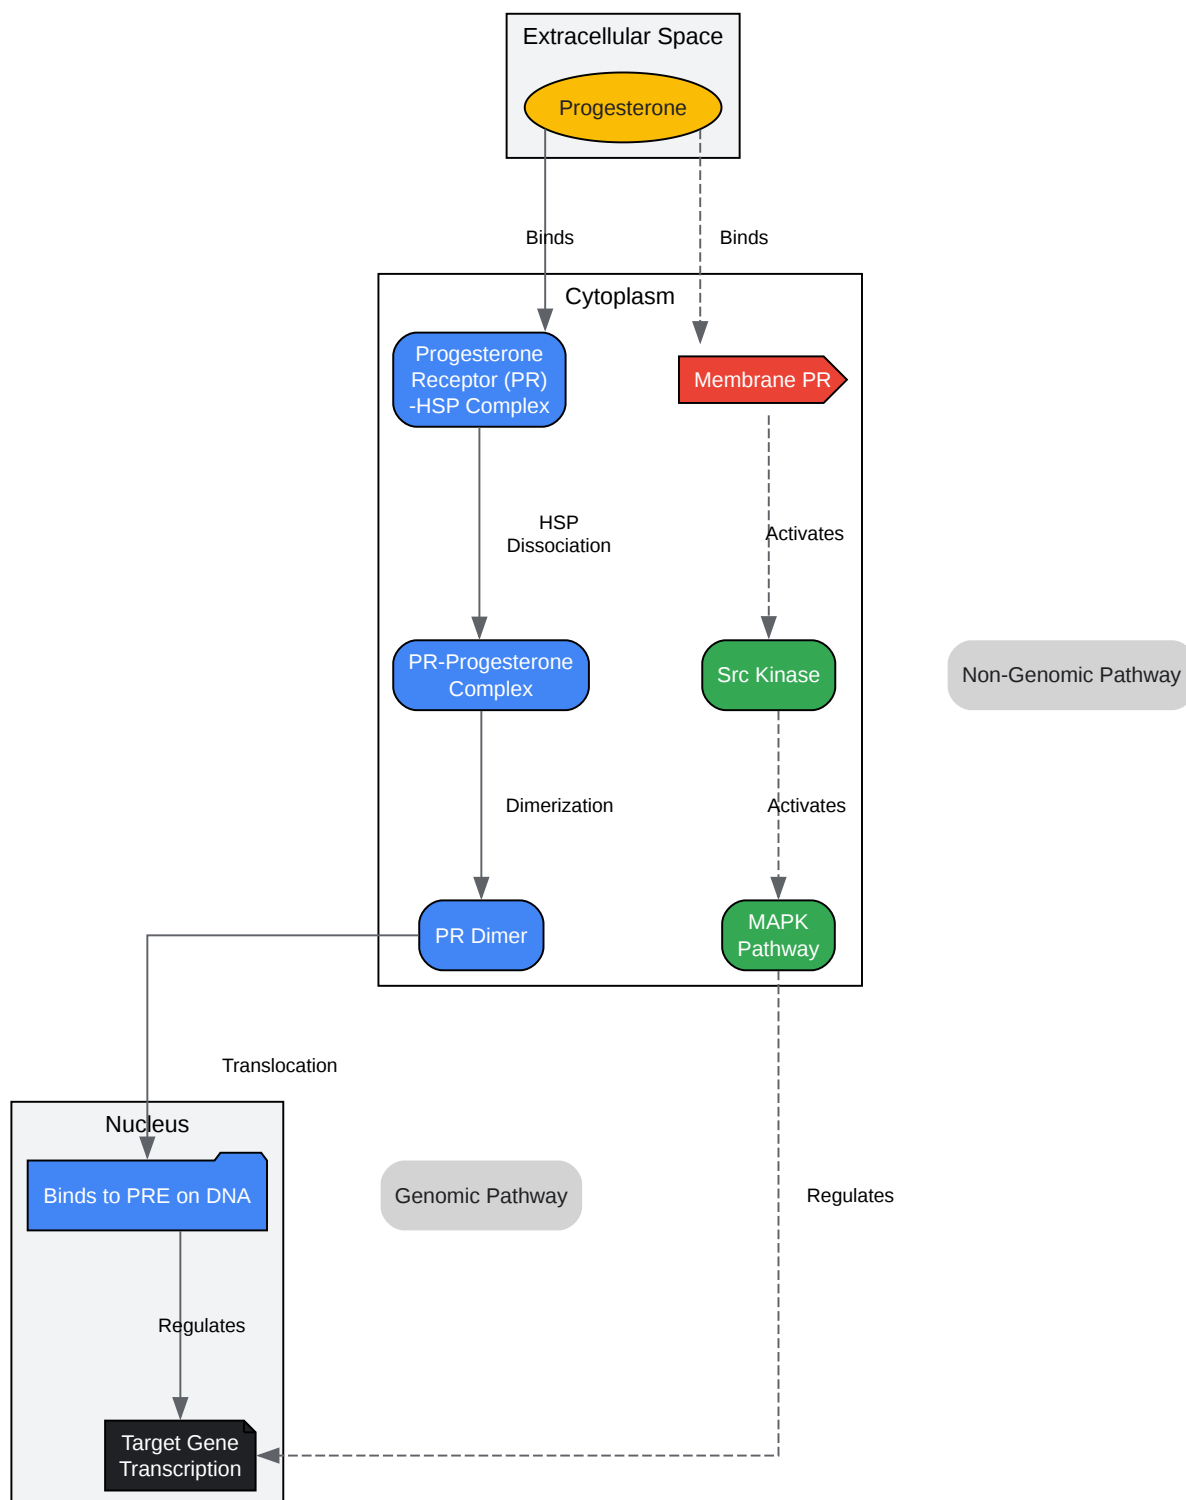 Extracellular Space
Progesterone
Binds
Binds
Cytoplasm
Progesterone
Receptor (PR)
-HSP Complex
Membrane PR
HSP
Dissociation
Activates
PR-Progesterone
Complex
Src Kinase
Non-Genomic Pathway
Dimerization
Activates
PR Dimer
MAPK
Pathway
Translocation
Nucleus
Binds to PRE on DNA
Genomic Pathway
Regulates
Regulates
Target Gene
Transcription